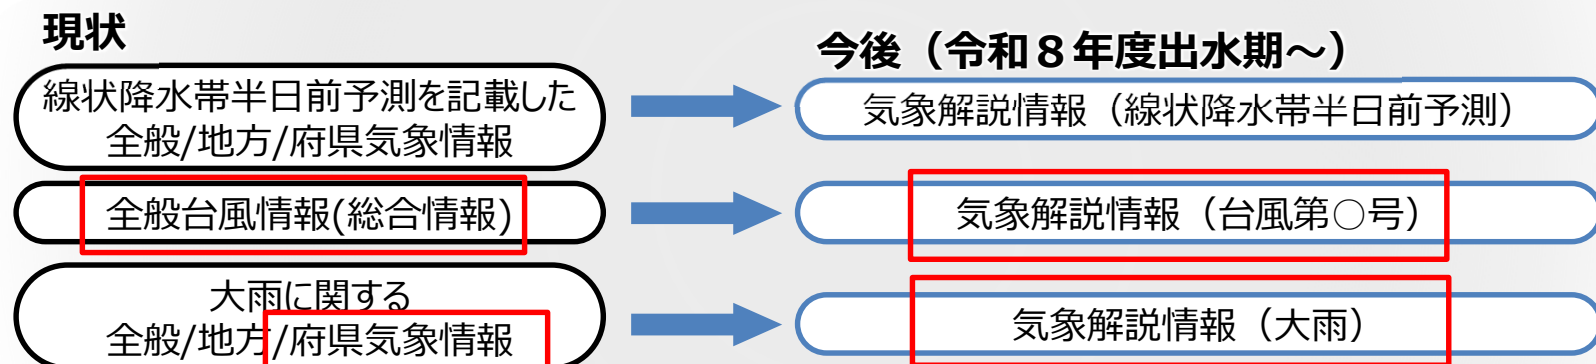 現状
今後（令和８年度出水期～）
線状降水帯半日前予測を記載した
全般/地方/府県気象情報
気象解説情報（線状降水帯半日前予測）
全般台風情報(総合情報)
気象解説情報（台風第○号）
大雨に関する
全般/地方/府県気象情報
気象解説情報（大雨）